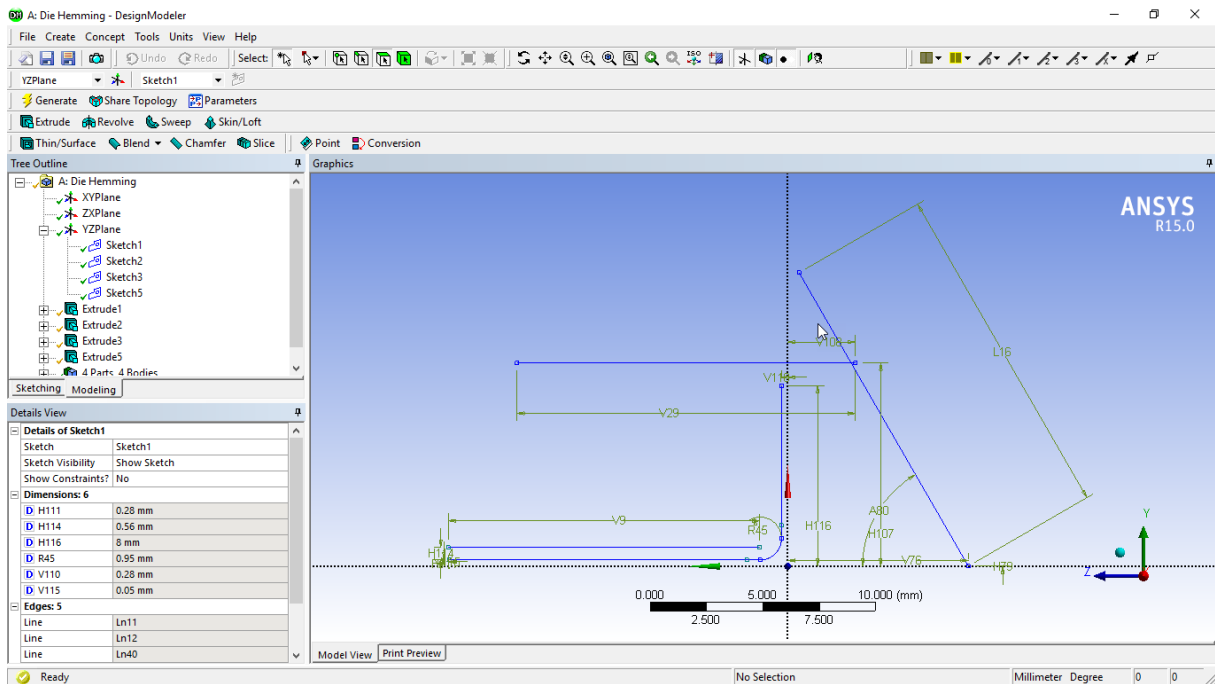 A: Die Hemming - DesignModeler
File Create Concept Tools Units View Help
Undo Redo Select: ISO
YZPlane Sketch1
Generate Share Topology Parameters
Extrude Revolve Sweep Skin/Loft
Thin/Surface Blend Chamfer Slice Point Conversion
Tree Outline
A: Die Hemming
XYPlane
ZXPlane
YZPlane
Sketch1
Sketch2
Sketch3
Sketch5
Extrude1
Extrude2
Extrude3
Extrude5
4 Parts, 4 Bodies
Sketching Modeling
Details View
Details of Sketch1
Sketch Sketch1
Sketch Visibility Show Sketch
Show Constraints? No
Dimensions: 6
D H111 0.28 mm
D H114 0.56 mm
D H116 8 mm
D R45 0.95 mm
D V110 0.28 mm
D V115 0.05 mm
Edges: 5
Line Ln11
Line Ln12
Line Ln40
Graphics
ANSYS
R15.0
L16
V29
V9
R45
H116
A80
H107
V76
H79
Y
Z
0.000 5.000 10.000 (mm)
2.500 7.500
Model View Print Preview
Ready No Selection Millimeter Degree 0 0